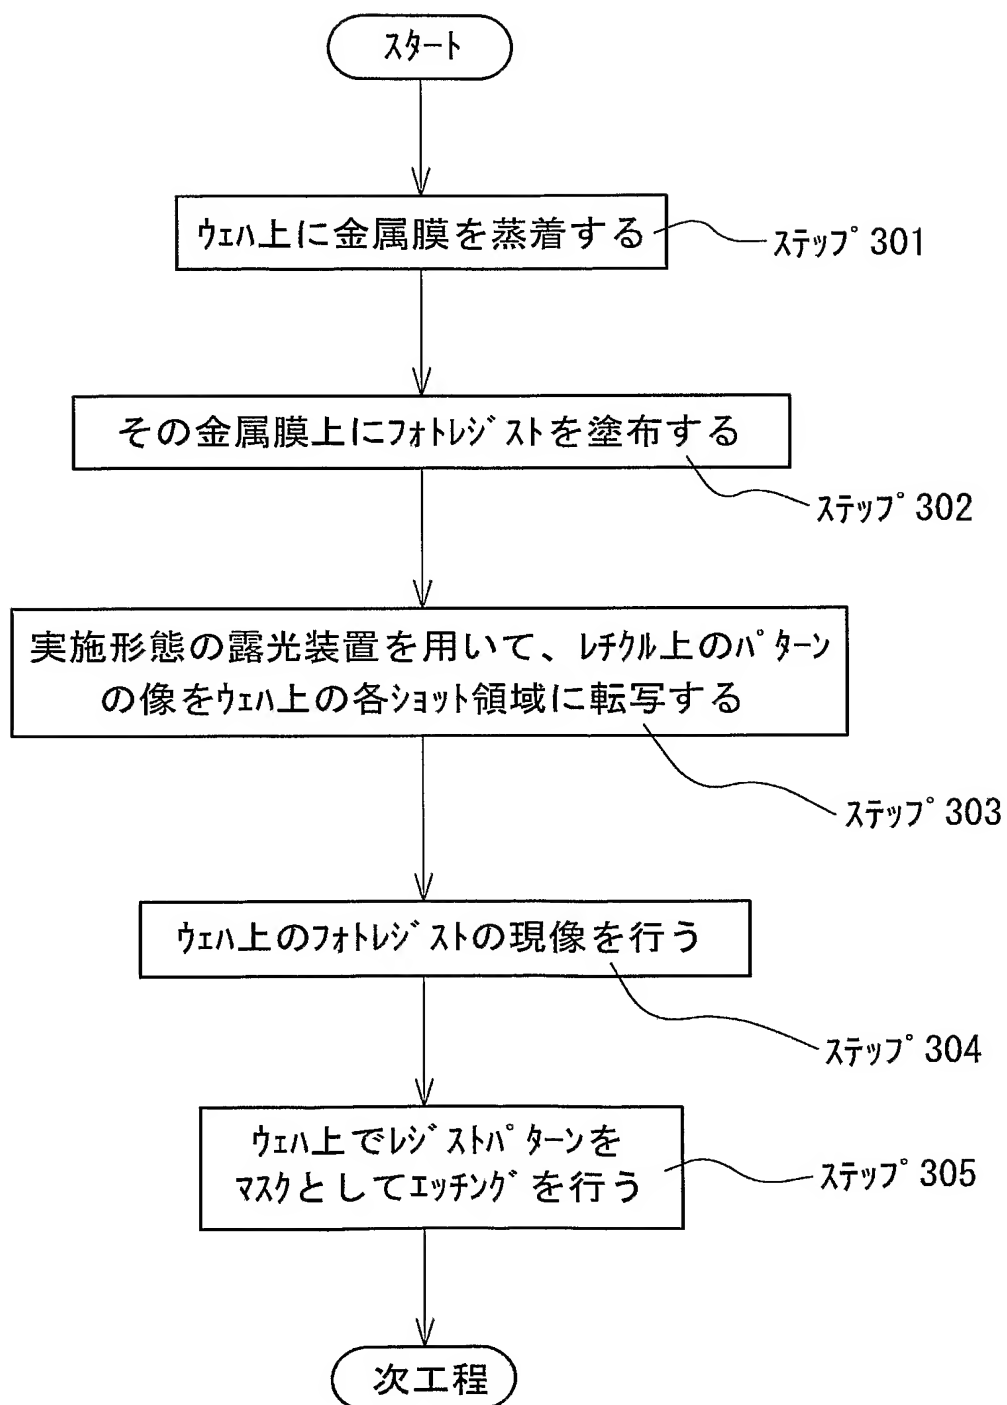 スタート
ウェハ上に金属膜を蒸着する
ステップ301
その金属膜上にフォトレジストを塗布する
ステップ302
実施形態の露光装置を用いて、レチクル上のパターン
の像をウェハ上の各ショット領域に転写する
ステップ303
ウェハ上のフォトレジストの現像を行う
ステップ304
ウェハ上でレジストパターンを
マスクとしてエッチングを行う
ステップ305
次工程